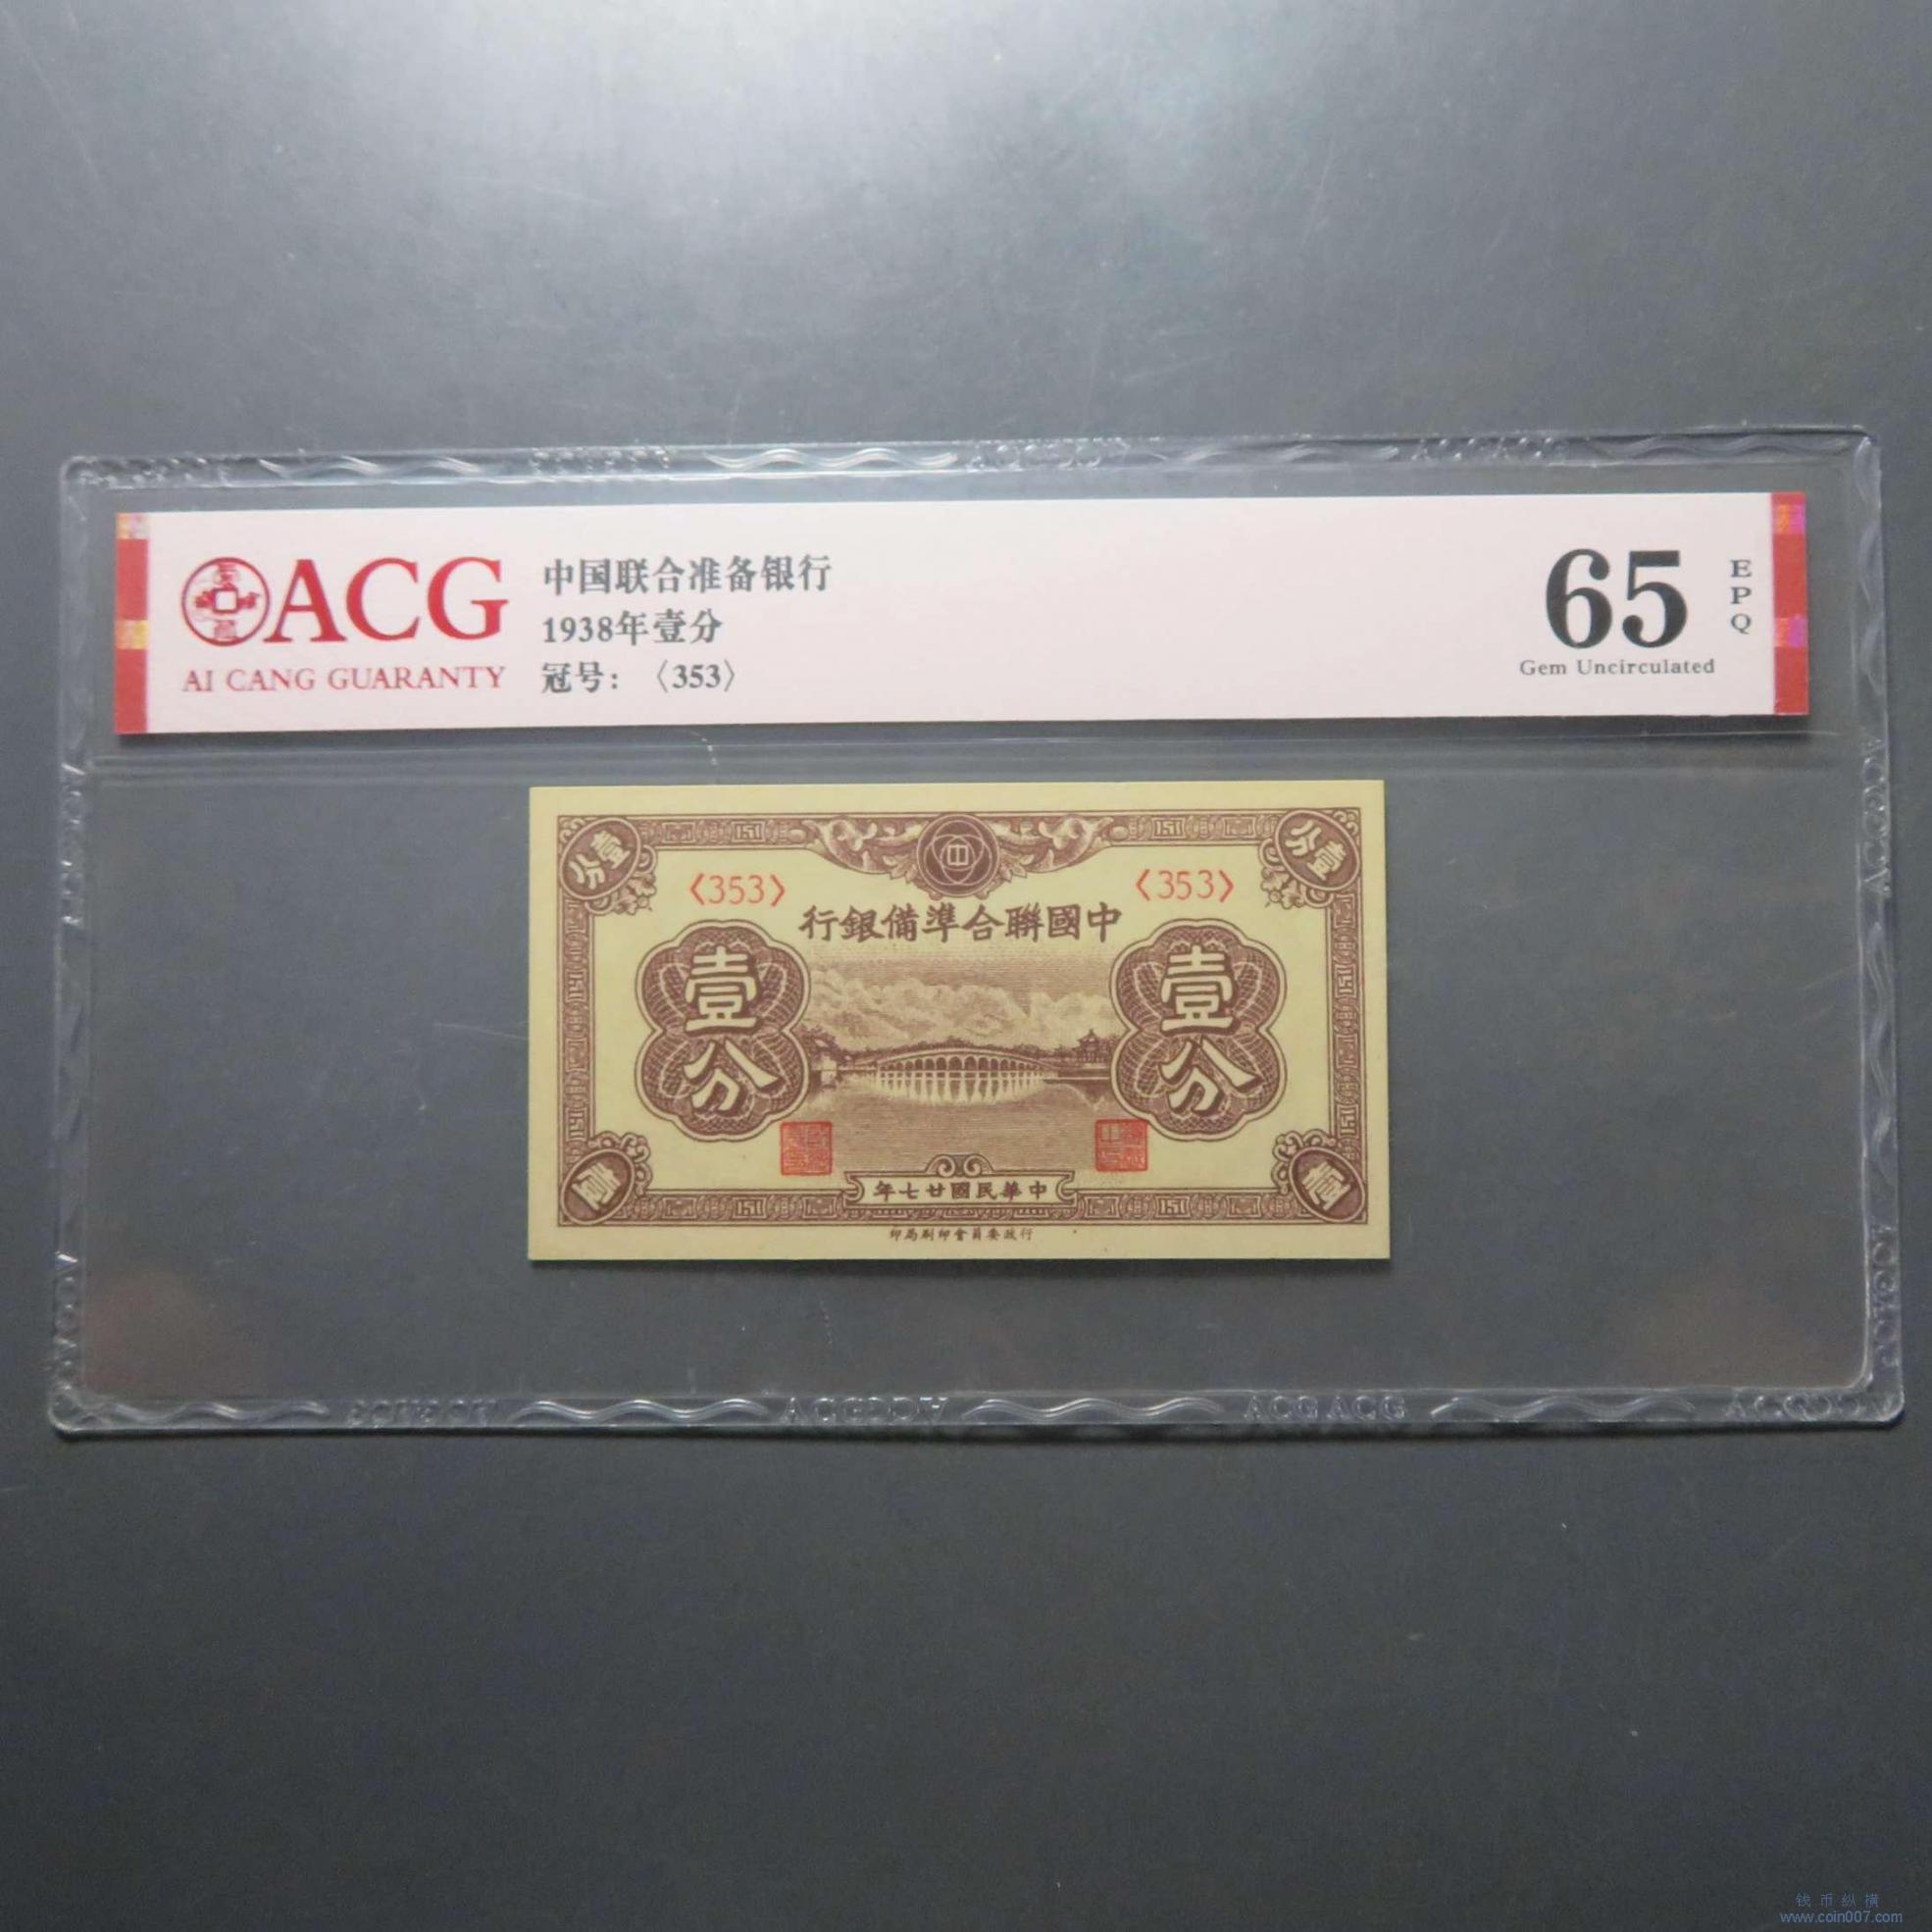 ACG
AI CANG GUARANTY
中国联合准备银行
1938年壹分
冠号：〈353〉
65
EPQ
Gem Uncirculated
壹分
壹分
中
〈353〉
〈353〉
中國聯合準備銀行
壹分
壹分
中華民國廿七年
壹
壹
行政委員會印刷局印
ACG ACG
钱币纵横
www.coin007.com